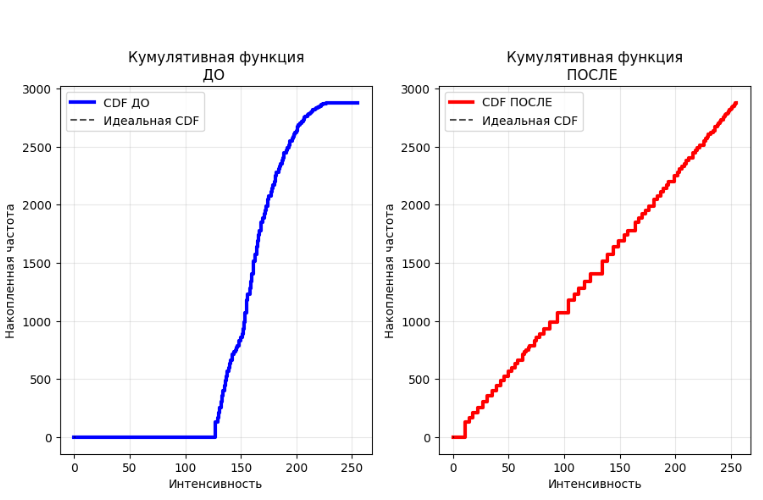 Кумулятивная функция
ДО
3000
2500
2000
1500
1000
500
0
Накопленная частота
CDF ДО
Идеальная CDF
0 50 100 150 200 250
Интенсивность
Кумулятивная функция
ПОСЛЕ
3000
2500
2000
1500
1000
500
0
Накопленная частота
CDF ПОСЛЕ
Идеальная CDF
0 50 100 150 200 250
Интенсивность